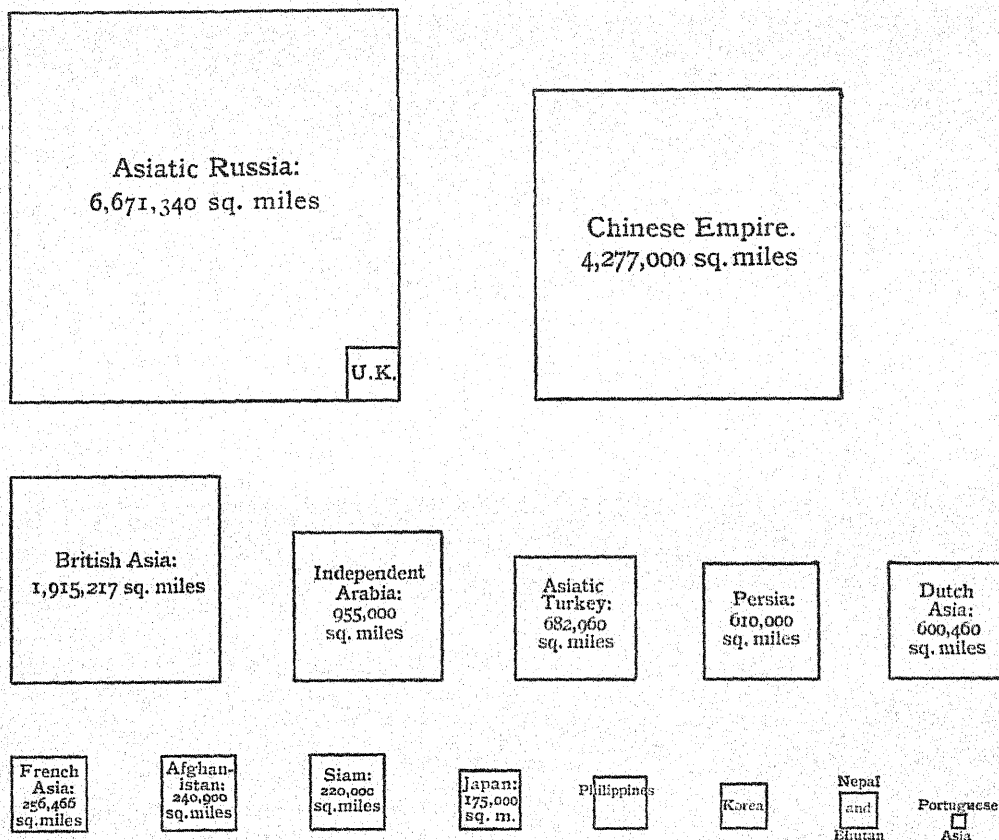 Asiatic Russia:
6,671,340 sq. miles
U.K.
Chinese Empire.
4,277,000 sq. miles
British Asia:
1,915,217 sq. miles
Independent
Arabia:
955,000
sq. miles
Asiatic
Turkey:
682,960
sq. miles
Persia:
610,000
sq. miles
Dutch
Asia:
600,460
sq. miles
French
Asia:
256,466
sq.miles
Afghan-
istan:
240,900
sq.miles
Siam:
220,000
sq.miles
Japan:
175,000
sq. m.
Philippines
Korea
Nepal
and
Bhutan
Portuguese
Asia